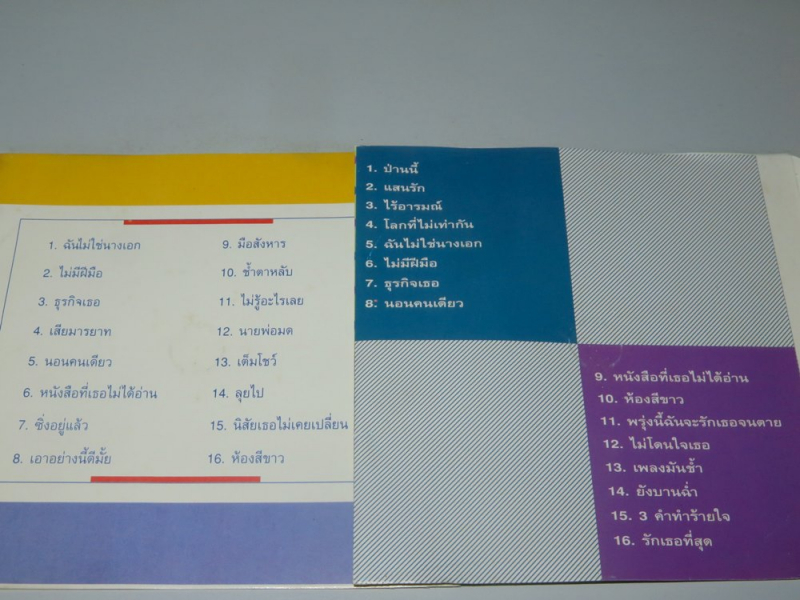 1. ฉันไม่ใช่นางเอก
2. ไม่มีฝีมือ
3. ธุรกิจเธอ
4. เสียมารยาท
5. นอนคนเดียว
6. หนังสือที่เธอไม่ได้อ่าน
7. ซิ่งอยู่แล้ว
8. เอาอย่างนี้ดีมั้ย
9. มือสังหาร
10. ช้ำตาหลับ
11. ไม่รู้อะไรเลย
12. นายพ่อมด
13. เต็มโชว์
14. ลุยไป
15. นิสัยเธอไม่เคยเปลี่ยน
16. ห้องสีขาว
1. ป่านนี้
2. แสนรัก
3. ไร้อารมณ์
4. โลกที่ไม่เท่ากัน
5. ฉันไม่ใช่นางเอก
6. ไม่มีฝีมือ
7. ธุรกิจเธอ
8. นอนคนเดียว
9. หนังสือที่เธอไม่ได้อ่าน
10. ห้องสีขาว
11. พรุ่งนี้ฉันจะรักเธอจนตาย
12. ไม่โดนใจเธอ
13. เพลงมันช้ำ
14. ยังบานฉ่ำ
15. 3 คำทำร้ายใจ
16. รักเธอที่สุด